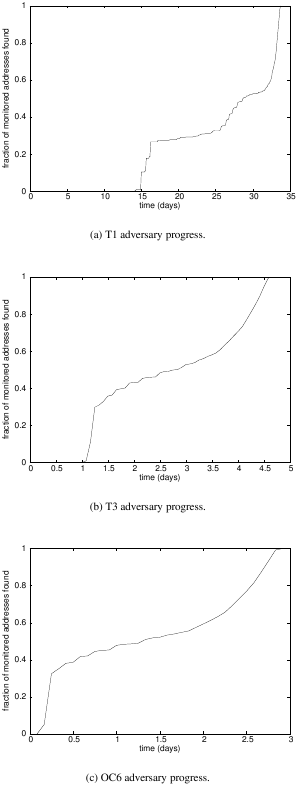 1
0.8
0.6
0.4
0.2
0
fraction of monitored addresses found
0 5 10 15 20 25 30 35
time (days)
(a) T1 adversary progress.
1
0.8
0.6
0.4
0.2
0
fraction of monitored addresses found
0 0.5 1 1.5 2 2.5 3 3.5 4 4.5 5
time (days)
(b) T3 adversary progress.
1
0.8
0.6
0.4
0.2
0
fraction of monitored addresses found
0 0.5 1 1.5 2 2.5 3
time (days)
(c) OC6 adversary progress.